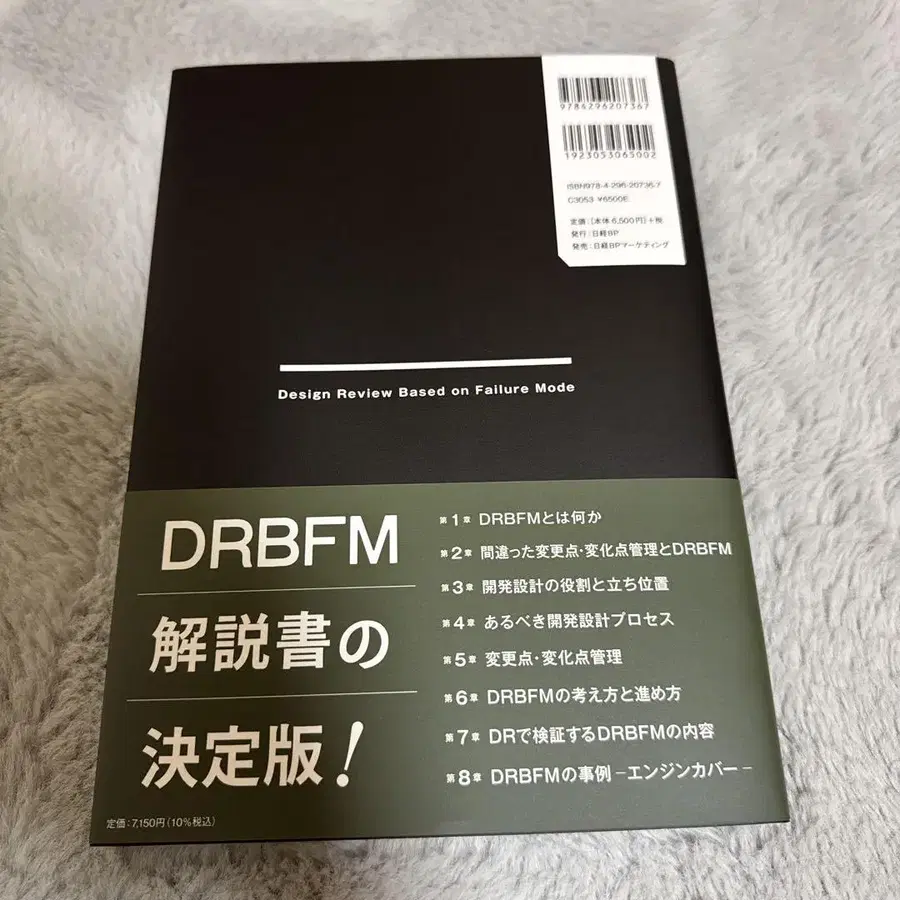 9784296207367
1923053065002
ISBN978-4-296-20736-7
C3053 ¥6500E
定価：（本体6,500円）+税
発行：日経BP
発売：日経BPマーケティング
Design Review Based on Failure Mode
DRBFM
解説書の
決定版！
第1章 DRBFMとは何か
第2章 間違った変更点・変化点管理とDRBFM
第3章 開発設計の役割と立ち位置
第4章 あるべき開発設計プロセス
第5章 変更点・変化点管理
第6章 DRBFMの考え方と進め方
第7章 DRで検証するDRBFMの内容
第8章 DRBFMの事例 −エンジンカバー−
定価：7,150円（10％税込）